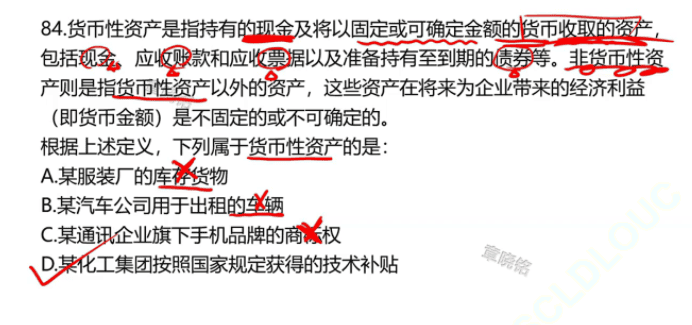 84.货币性资产是指持有的现金及将以固定或可确定金额的货币收取的资产，
包括现金、应收账款和应收票据以及准备持有至到期的债券等。非货币性资
产则是指货币性资产以外的资产，这些资产在将来为企业带来的经济利益
（即货币金额）是不固定的或不可确定的。
根据上述定义，下列属于货币性资产的是：
A.某服装厂的库存货物
B.某汽车公司用于出租的车辆
C.某通讯企业旗下手机品牌的商标权
D.某化工集团按照国家规定获得的技术补贴
章晓铭
CCLDLOUC